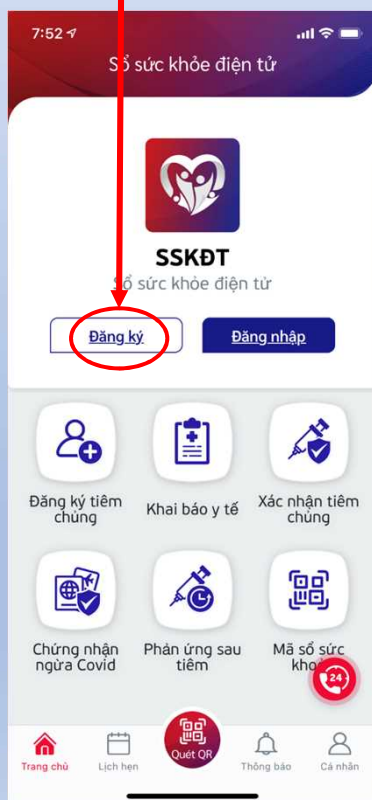 7:52
Sổ sức khỏe điện tử
SSKĐT
Sổ sức khỏe điện tử
Đăng ký
Đăng nhập
Đăng ký tiêm
chủng
Khai báo y tế
Xác nhận tiêm
chủng
Chứng nhận
ngừa Covid
Phản ứng sau
tiêm
Mã sổ sức
24
Trang chủ
Lịch hẹn
Quét QR
Thông báo
Cá nhân